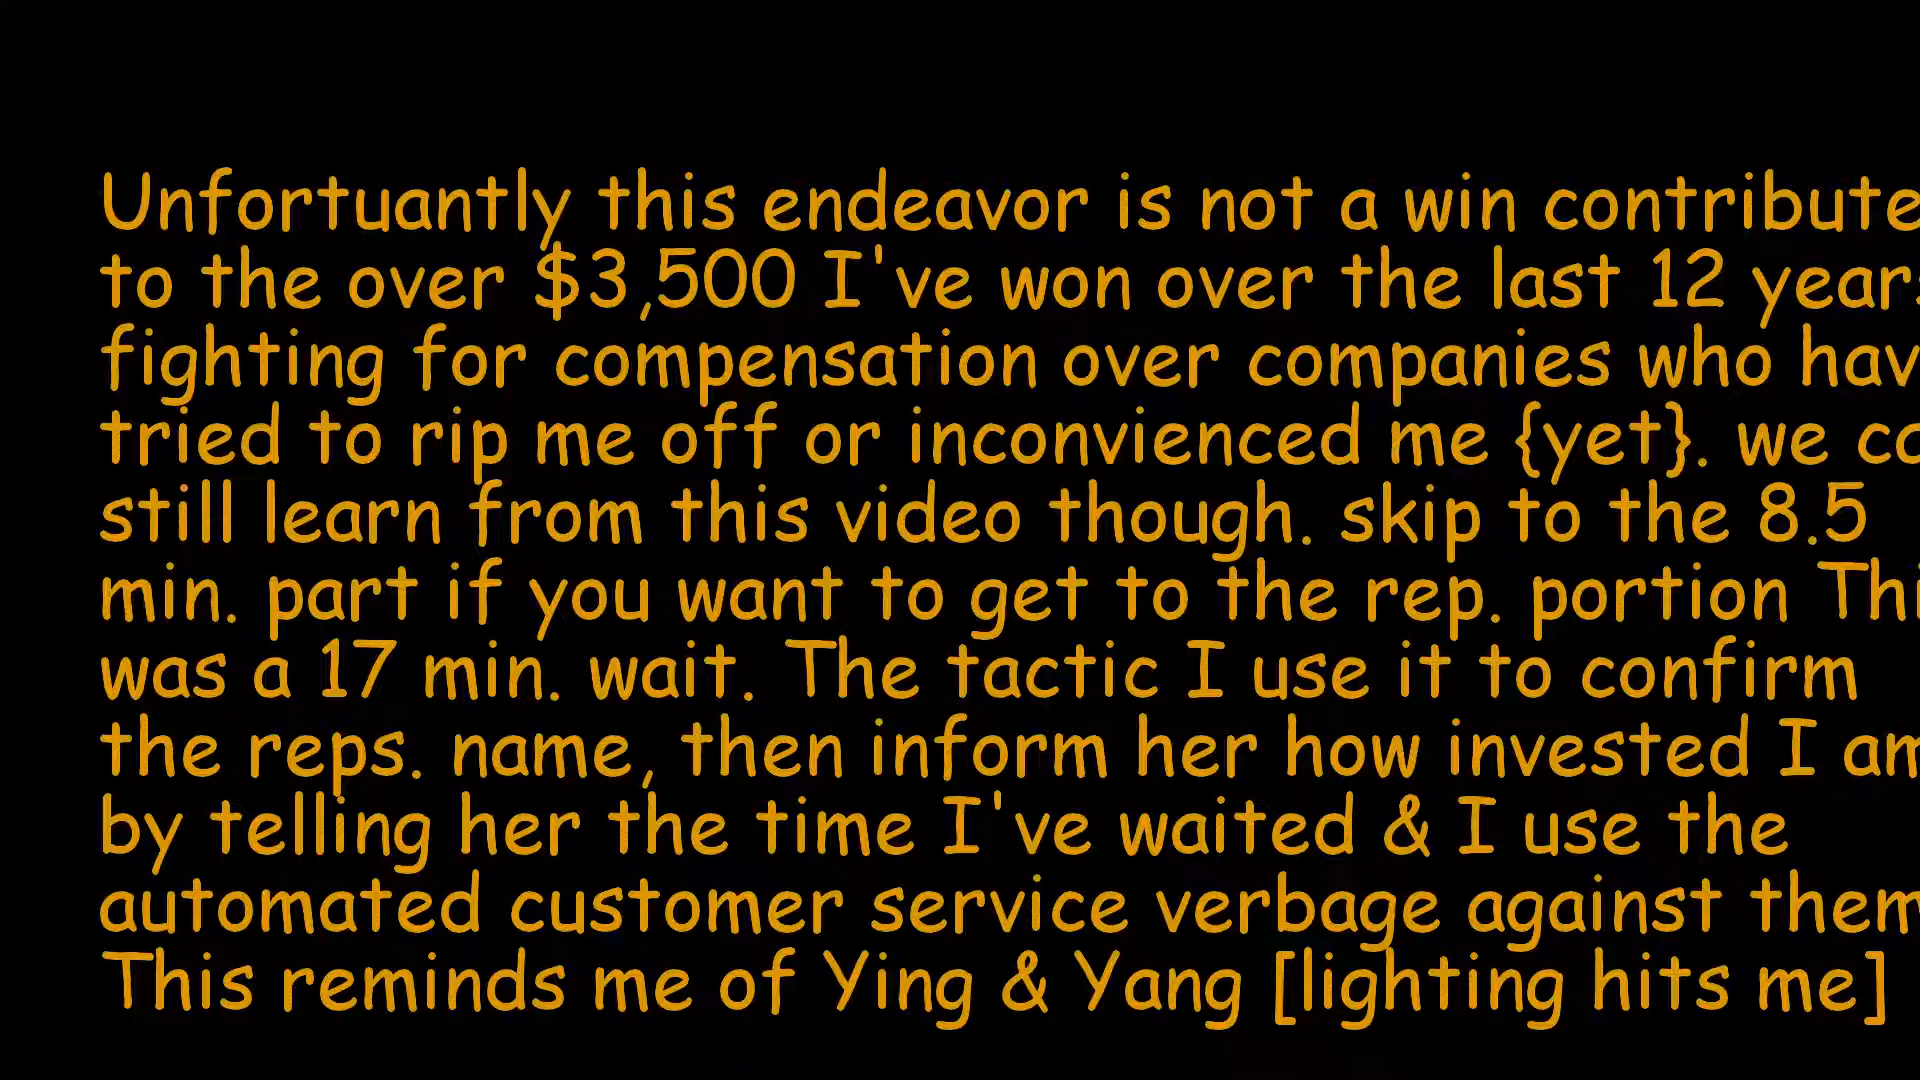 Unfortuantly this endeavor is not a win contribute
to the over $3,500 I've won over the last 12 years
fighting for compensation over companies who hav
tried to rip me off or inconvienced me {yet}. we
still learn from this video though. skip to the 8.5
min. part if you want to get to the rep. portion Thi
was a 17 min. wait. The tactic I use it to confirm
the reps. name, then inform her how invested I am
by telling her the time I've waited & I use the
automated customer service verbage against them
This reminds me of Ying & Yang [lighting hits me]